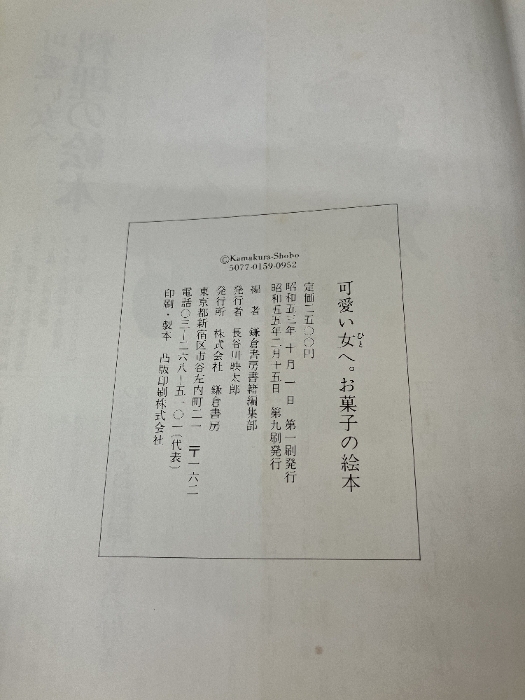 可愛い女へ。お菓子の絵本
ひと
定価二五〇〇円
昭和五三年 十月 一日 第一刷発行
昭和五五年二月十五日 第九刷発行
編 者 鎌倉書房書籍編集部
発行者 長谷川映太郎
発行所 株式会社 鎌倉書房
東京都新宿区市谷左内町二一 〒一六二
電話〇三―二六八―五一〇一(代表)
印刷・製本 凸版印刷株式会社
©Kamakura-Shobo
5077-0159-0952